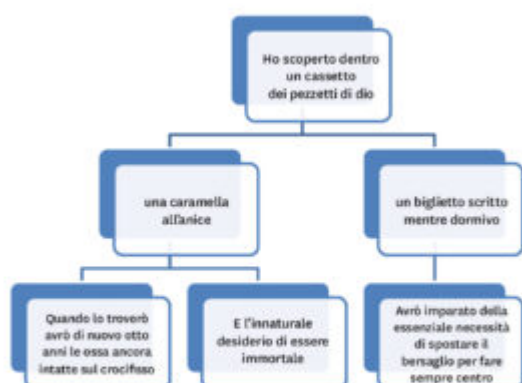 Ho scoperto dentro
un cassetto
dei pezzetti di dio
una caramella
all'anice
un biglietto scritto
mentre dormivo
Quando lo troverò
avrò di nuovo otto
anni le ossa ancora
intatte sul crocifisso
E l'innaturale
desiderio di essere
immortale
Avrò imparato della
essenziale necessità
di spostare il
bersaglio per fare
sempre centro